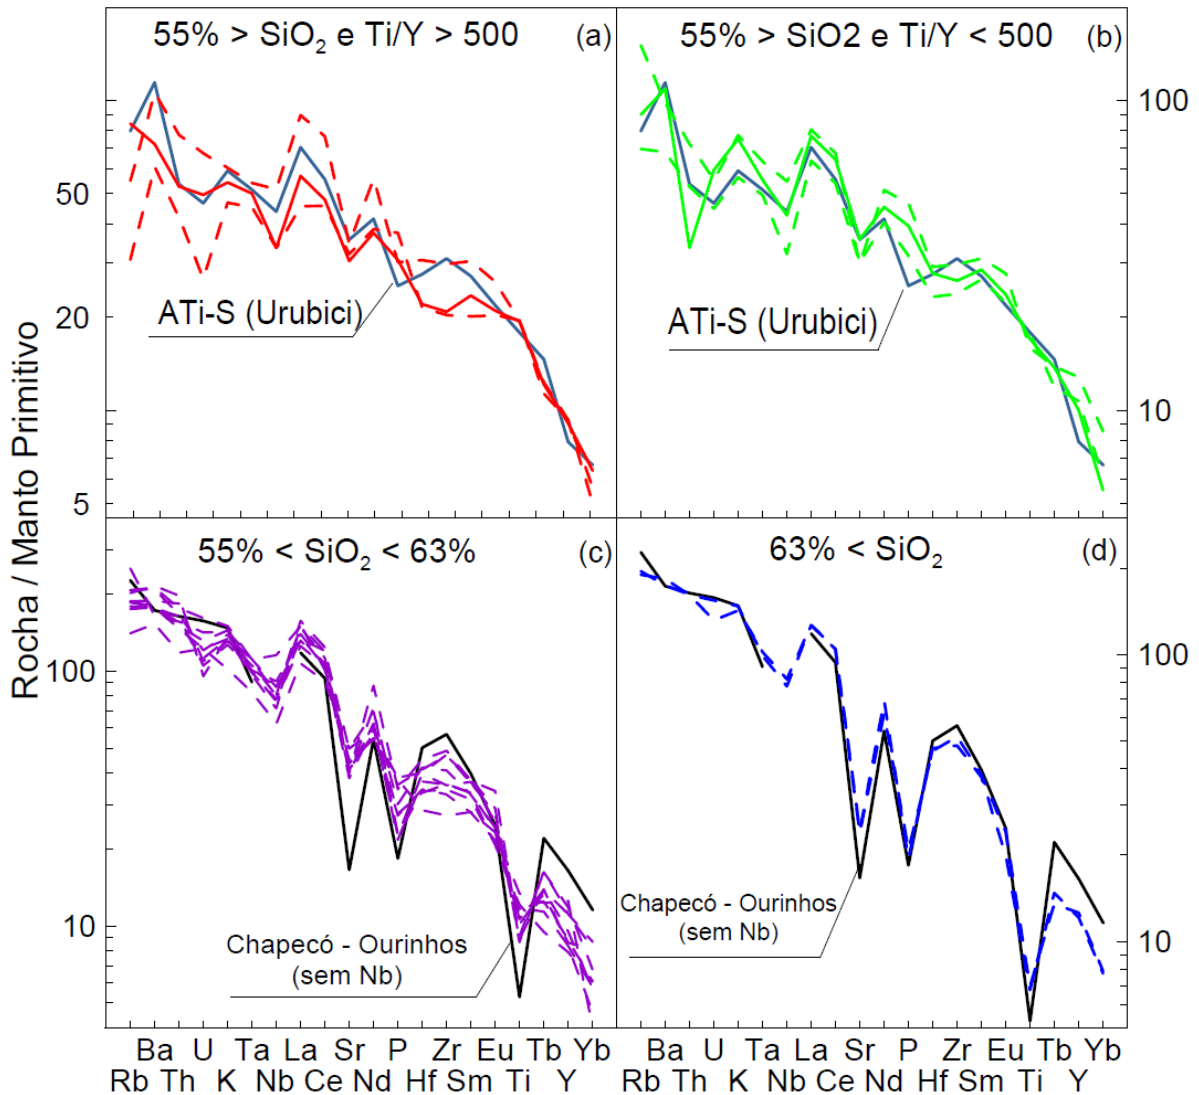 55% > SiO₂ e Ti/Y > 500 (a)
55% > SiO2 e Ti/Y < 500 (b)
50
20
5
100
10
ATi-S (Urubici)
ATi-S (Urubici)
Rocha / Manto Primitivo
55% < SiO₂ < 63% (c)
63% < SiO₂ (d)
100
10
100
10
Chapecó - Ourinhos
(sem Nb)
Chapecó - Ourinhos
(sem Nb)
Ba U Ta La Sr P Zr Eu Tb Yb
Rb Th K Nb Ce Nd Hf Sm Ti Y
Ba U Ta La Sr P Zr Eu Tb Yb
Rb Th K Nb Ce Nd Hf Sm Ti Y